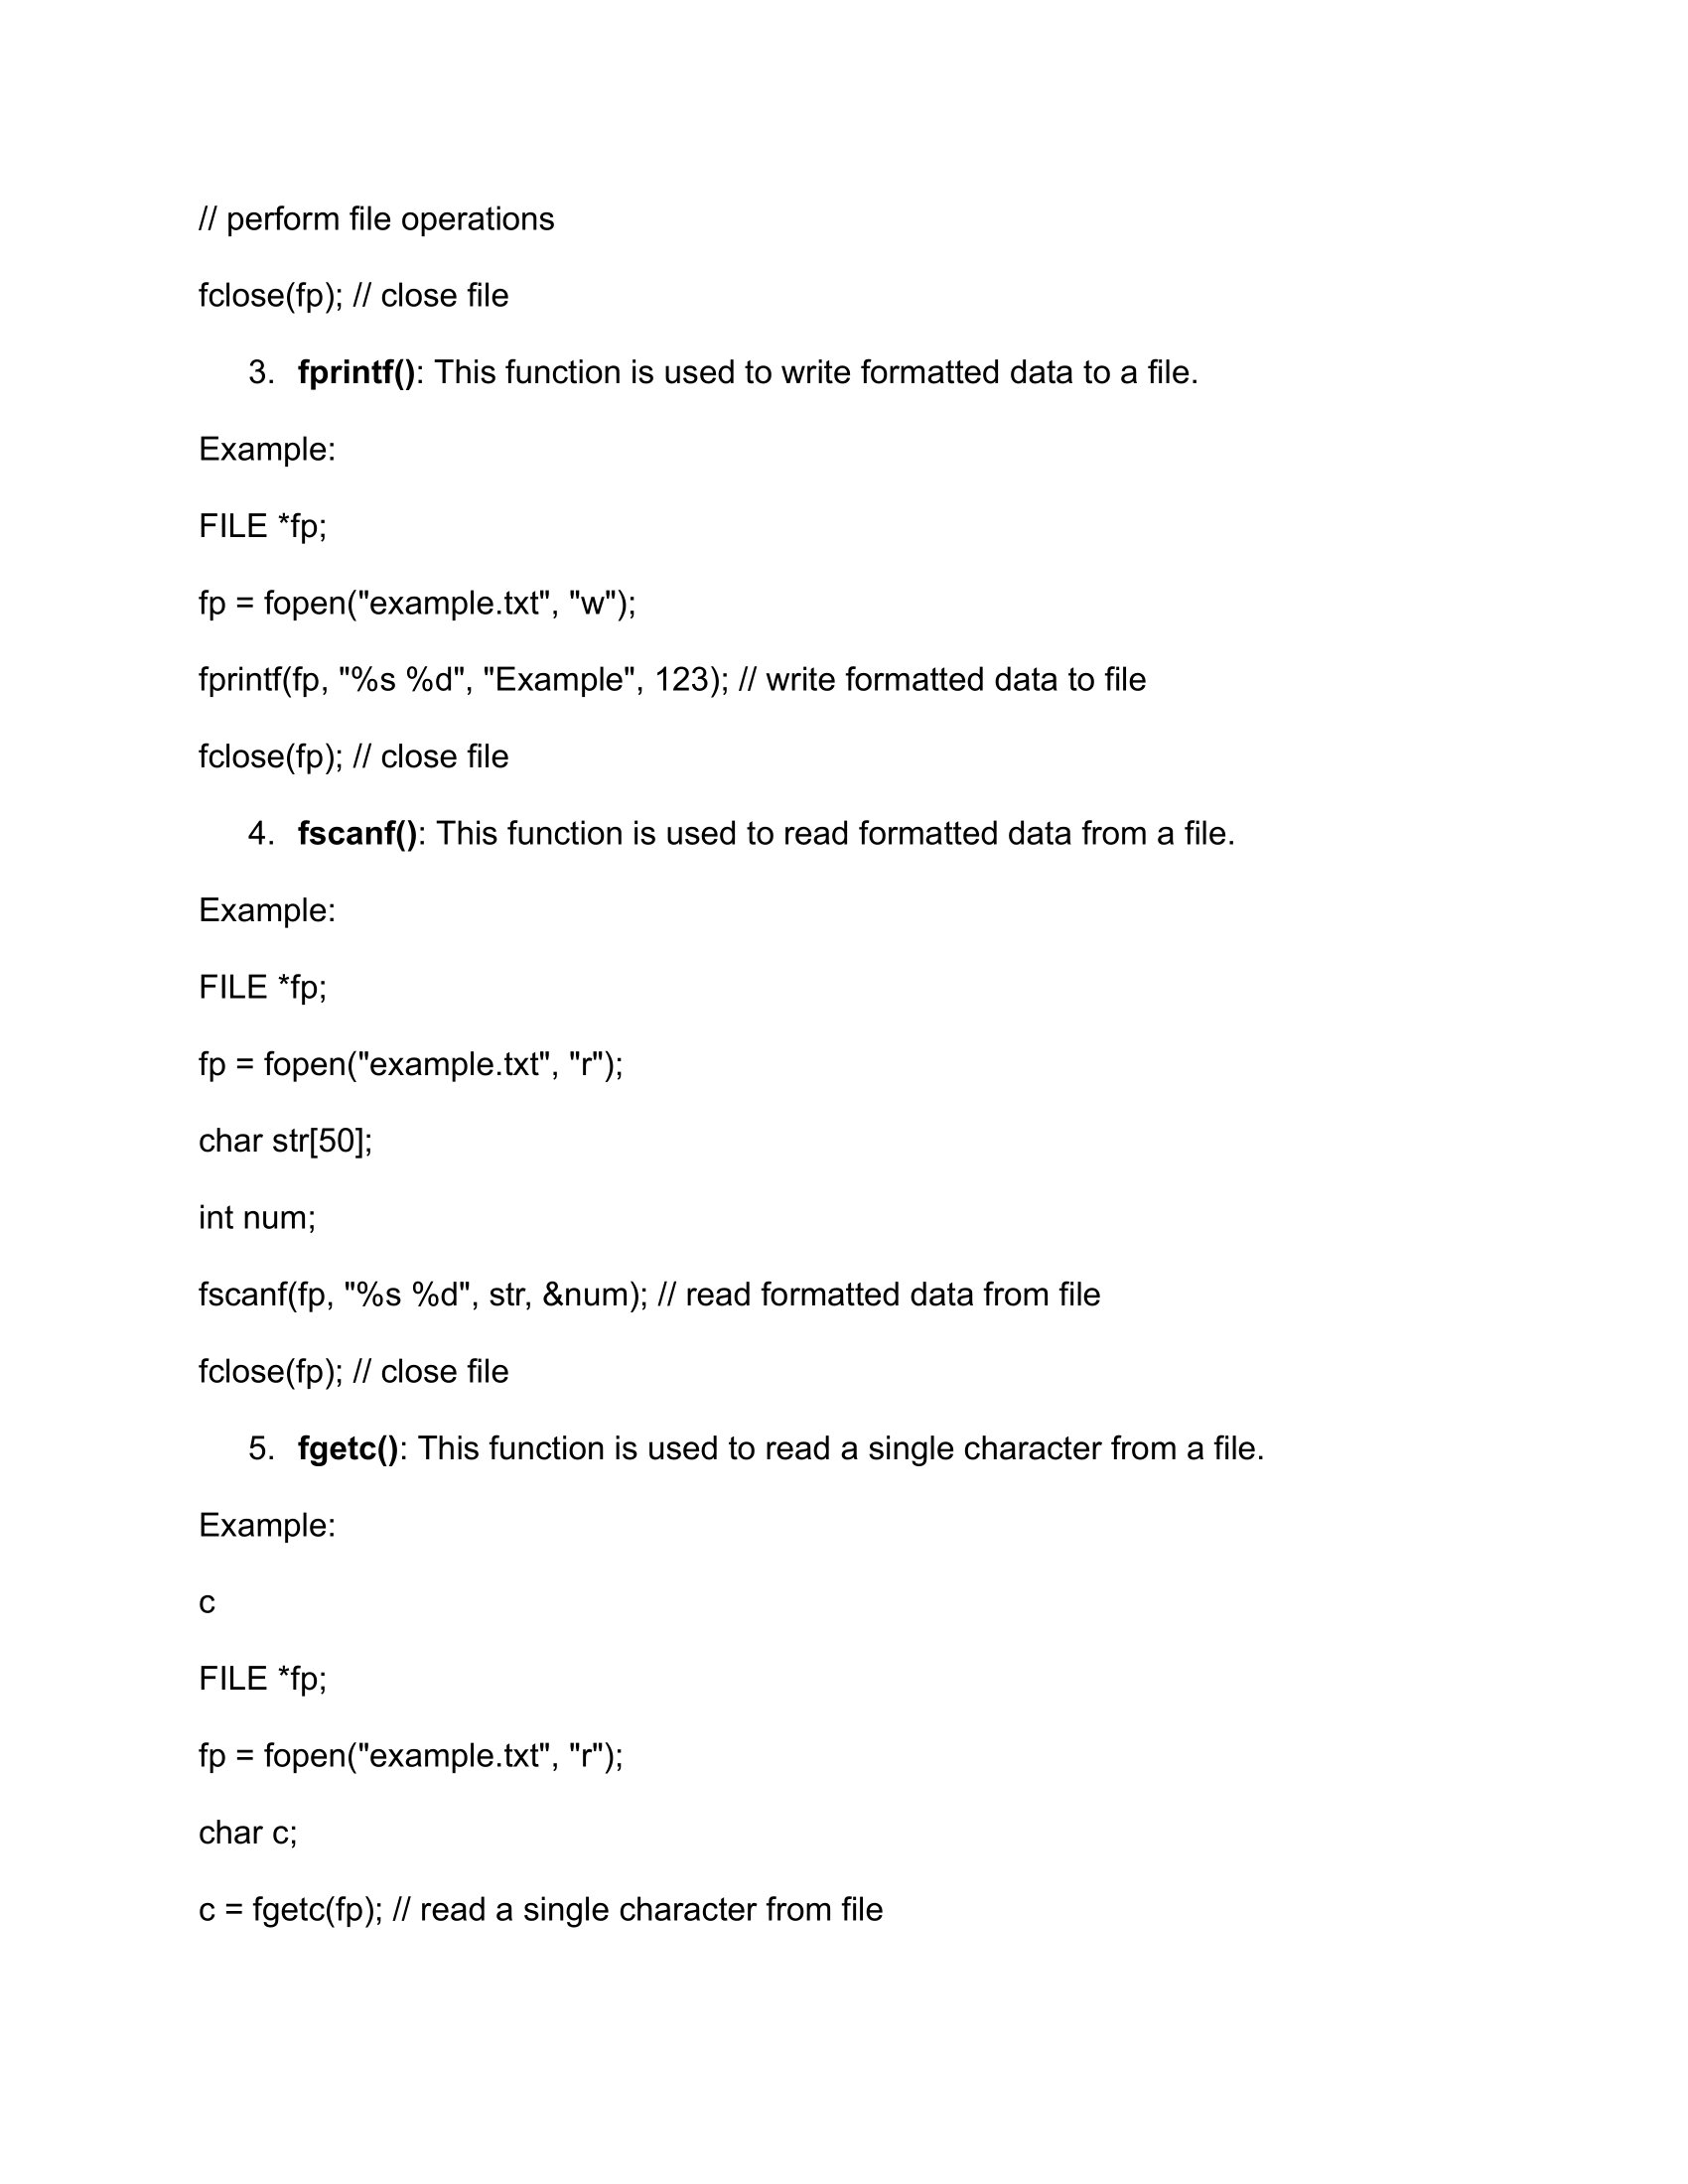 // perform file operations
fclose(fp); // close file
3. fprintf(): This function is used to write formatted data to a file.
Example:
FILE *fp;
fp = fopen("example.txt", "w");
fprintf(fp, "%s %d", "Example", 123); // write formatted data to file
fclose(fp); // close file
4. fscanf(): This function is used to read formatted data from a file.
Example:
FILE *fp;
fp = fopen("example.txt", "r");
char str[50];
int num;
fscanf(fp, "%s %d", str, &num); // read formatted data from file
fclose(fp); // close file
5. fgetc(): This function is used to read a single character from a file.
Example:
c
FILE *fp;
fp = fopen("example.txt", "r");
char c;
c = fgetc(fp); // read a single character from file